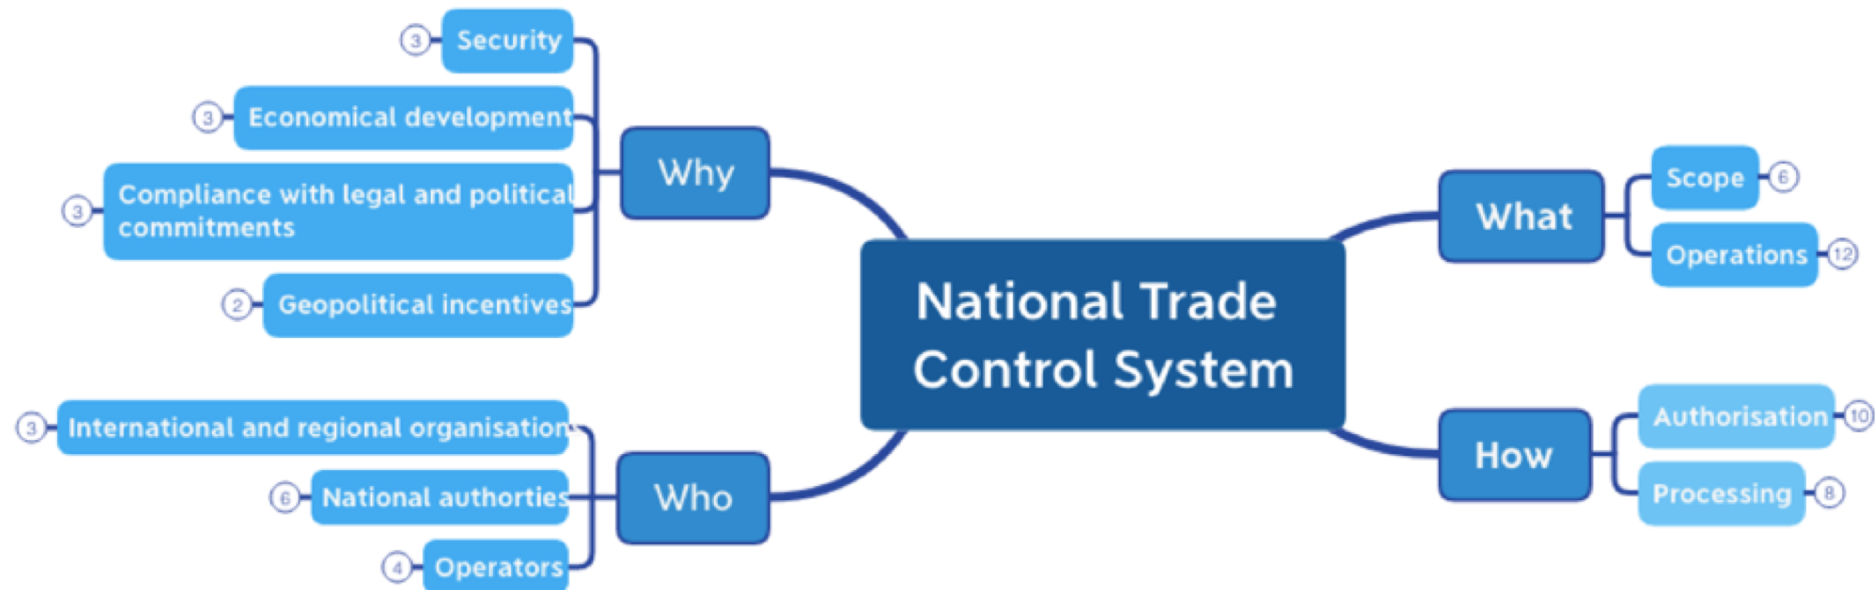 3
Security
3
Economical development
3
Compliance with legal and political
commitments
2
Geopolitical incentives
Why
3
International and regional organisations
6
National authorties
4
Operators
Who
National Trade
Control System
What
Scope
6
Operations
12
How
Authorisation
10
Processing
8